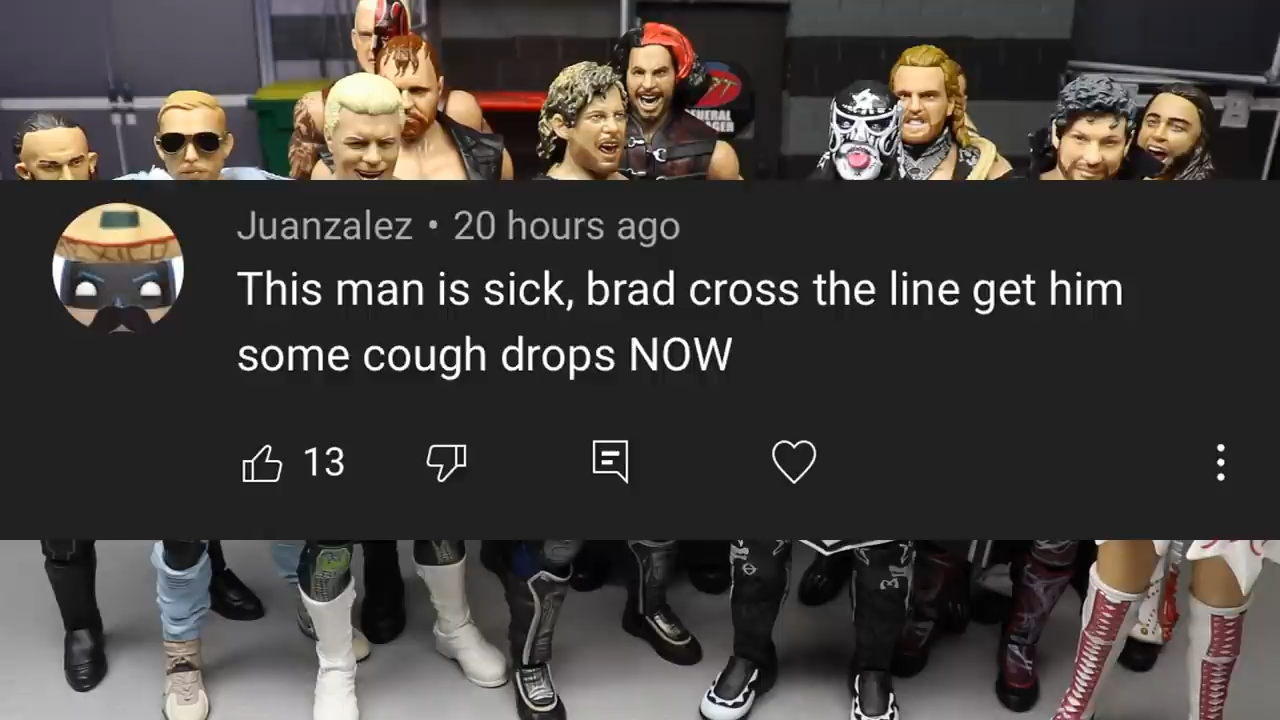 Juanzalez • 20 hours ago
This man is sick, brad cross the line get him
some cough drops NOW
13